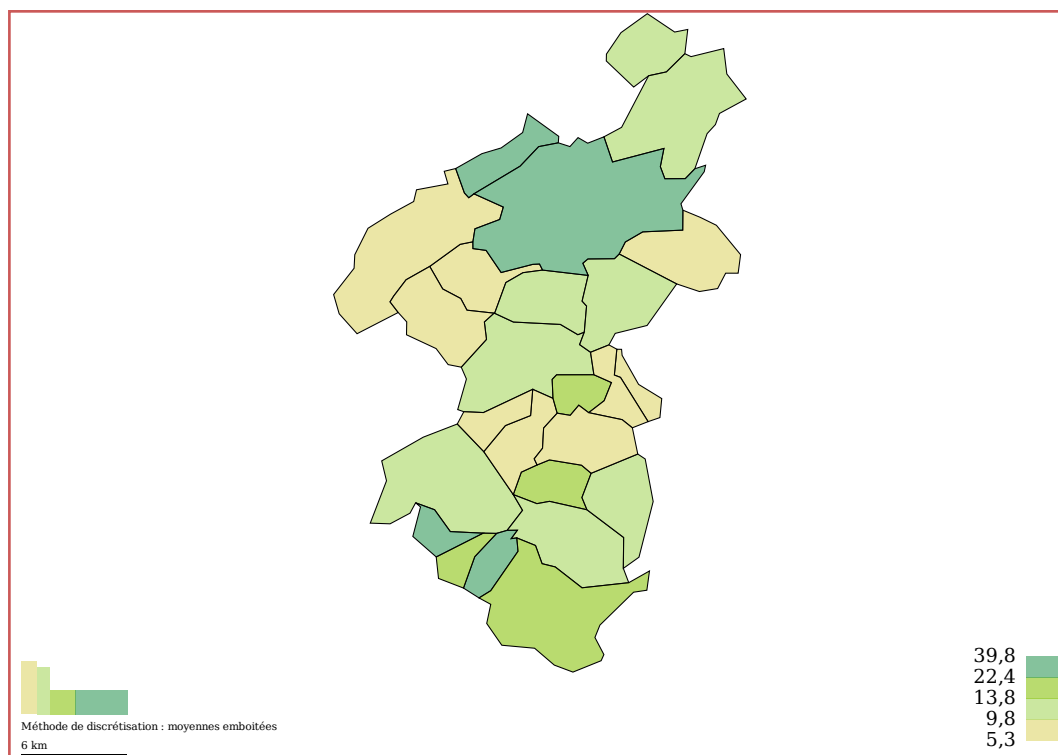 39,8
22,4
13,8
9,8
5,3
Méthode de discrétisation : moyennes emboitées
6 km